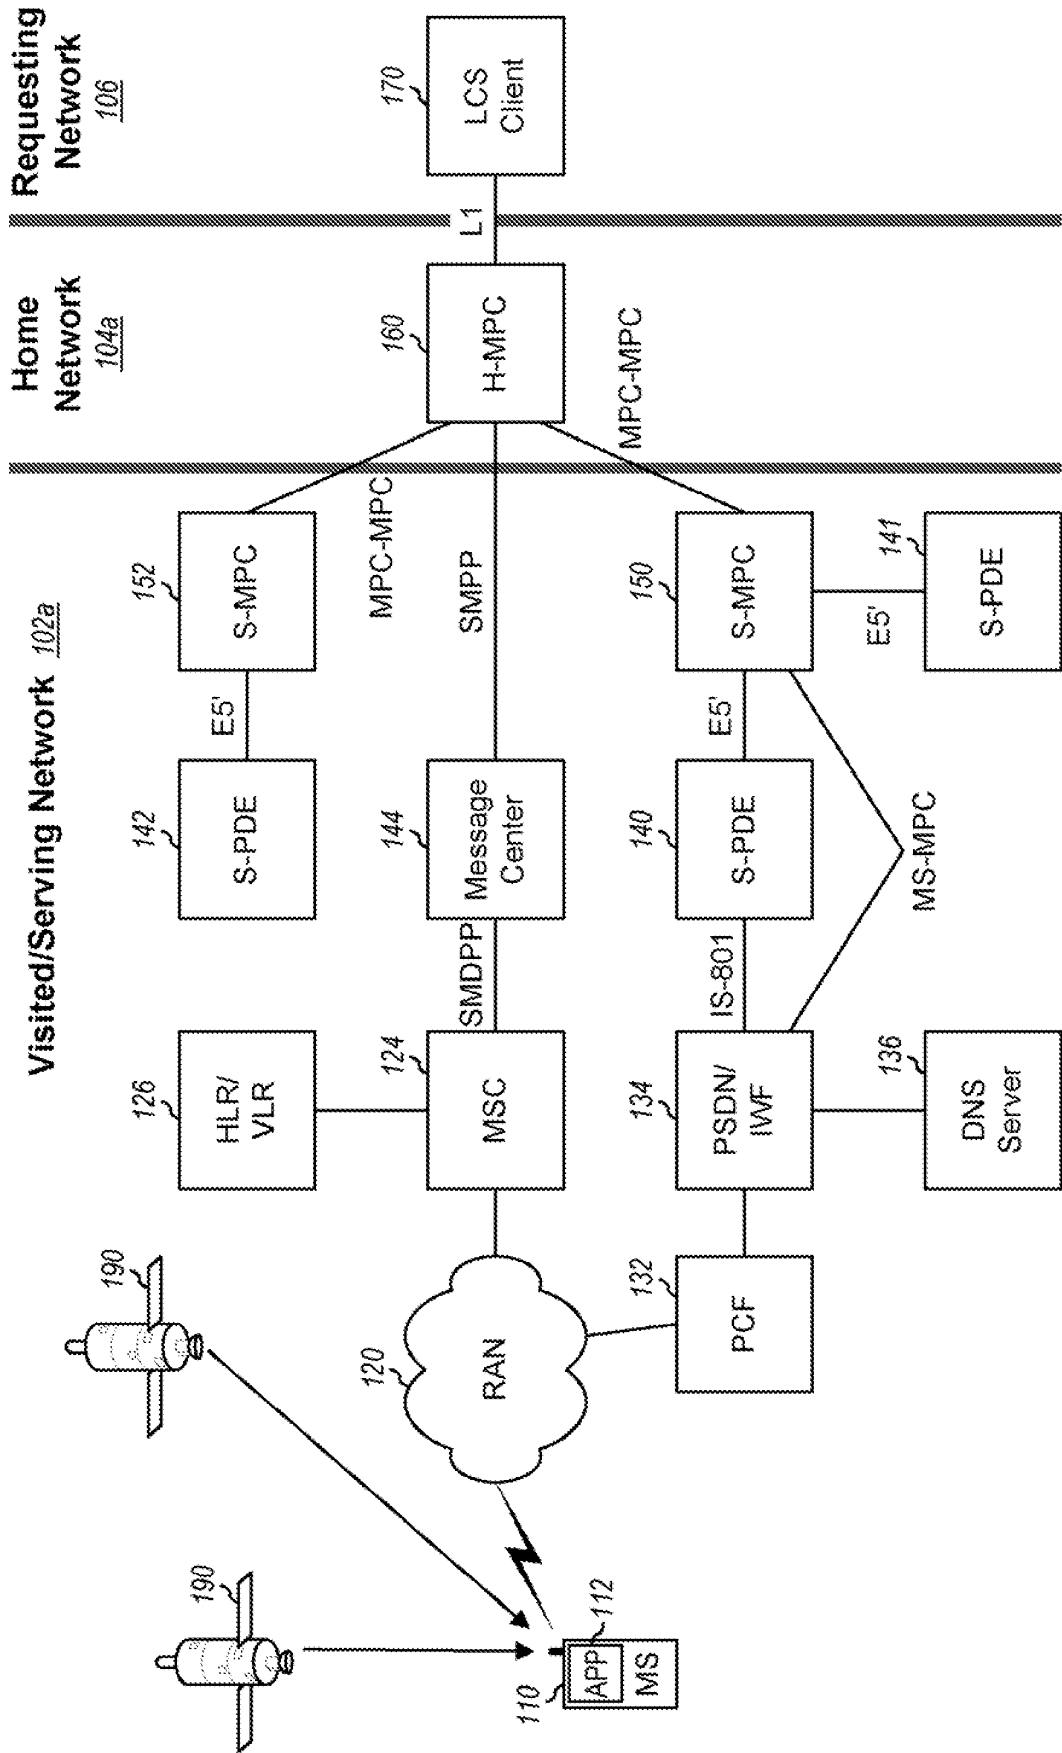 Visited/Serving Network 102a
Home
Network
104a
Requesting
Network
106
190
190
110
APP
112
MS
120
RAN
126
HLR/
VLR
124
MSC
SMDPP
144
Message
Center
SMPP
142
S-PDE
E5'
152
S-MPC
MPC-MPC
160
H-MPC
L1
170
LCS
Client
132
PCF
134
PSDN/
IWF
IS-801
140
S-PDE
E5'
150
S-MPC
MPC-MPC
MS-MPC
136
DNS
Server
E5'
141
S-PDE